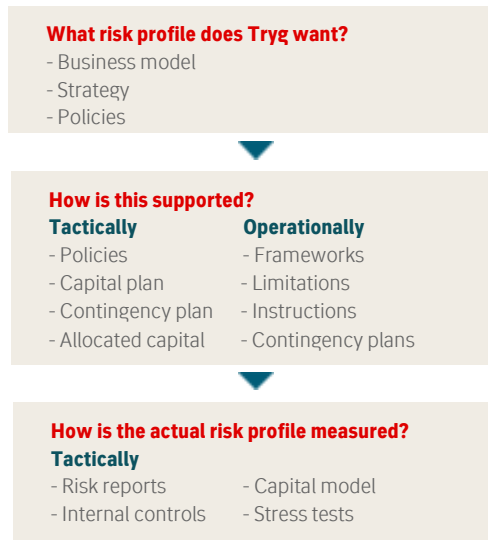 What risk profile does Tryg want?
- Business model
- Strategy
- Policies
How is this supported?
Tactically
- Policies
- Capital plan
- Contingency plan
- Allocated capital
Operationally
- Frameworks
- Limitations
- Instructions
- Contingency plans
How is the actual risk profile measured?
Tactically
- Risk reports
- Internal controls
- Capital model
- Stress tests